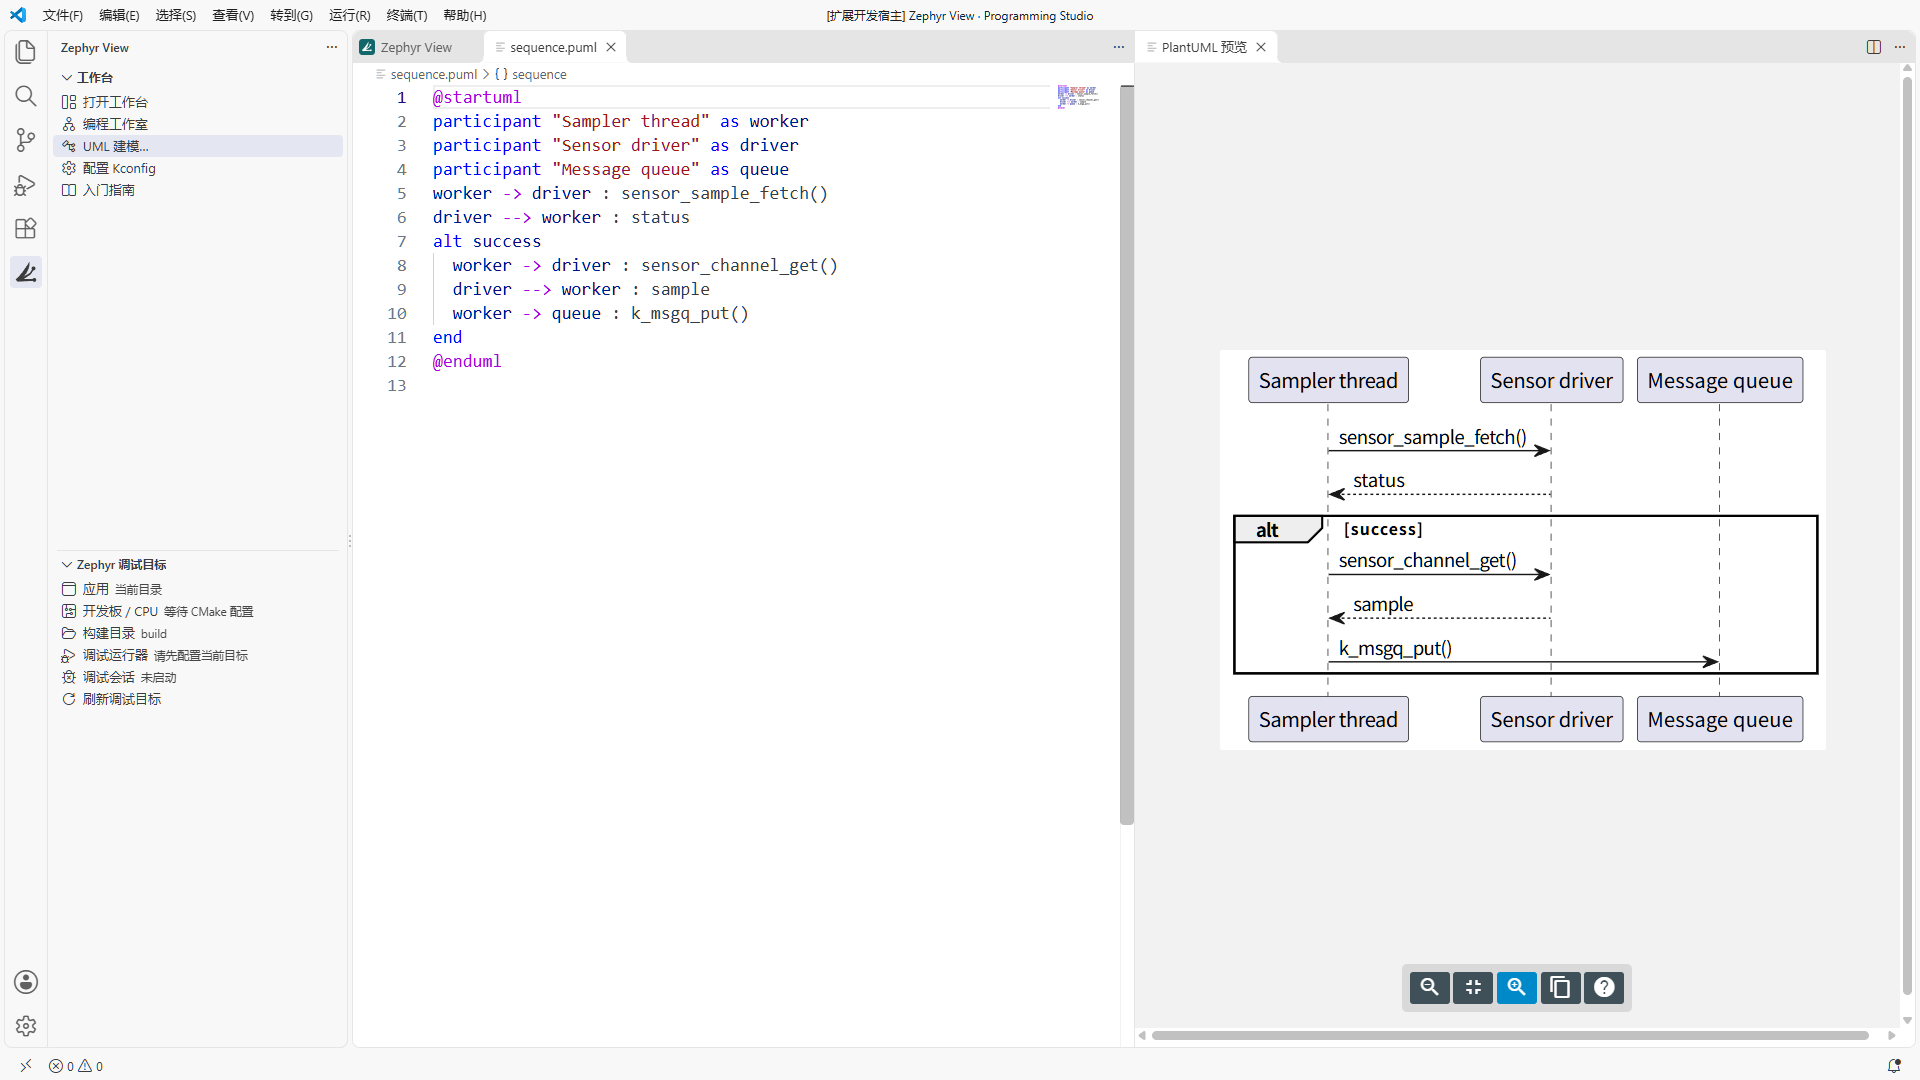 文件(F) 编辑(E) 选择(S) 查看(V) 转到(G) 运行(R) 终端(T) 帮助(H)
[扩展开发宿主] Zephyr View · Programming Studio
Zephyr View
工作台
打开工作台
编程工作室
UML 建模...
配置 Kconfig
入门指南
Zephyr 调试目标
应用 当前目录
开发板 / CPU 等待 CMake 配置
构建目录 build
调试运行器 请先配置当前目标
调试会话 未启动
刷新调试目标
Zephyr View
sequence.puml
sequence.puml > { } sequence
1 @startuml
2 participant "Sampler thread" as worker
3 participant "Sensor driver" as driver
4 participant "Message queue" as queue
5 worker -> driver : sensor_sample_fetch()
6 driver --> worker : status
7 alt success
8 worker -> driver : sensor_channel_get()
9 driver --> worker : sample
10 worker -> queue : k_msgq_put()
11 end
12 @enduml
13
PlantUML 预览
Sampler thread Sensor driver Message queue
sensor_sample_fetch()
status
alt [success]
sensor_channel_get()
sample
k_msgq_put()
Sampler thread Sensor driver Message queue
0 0